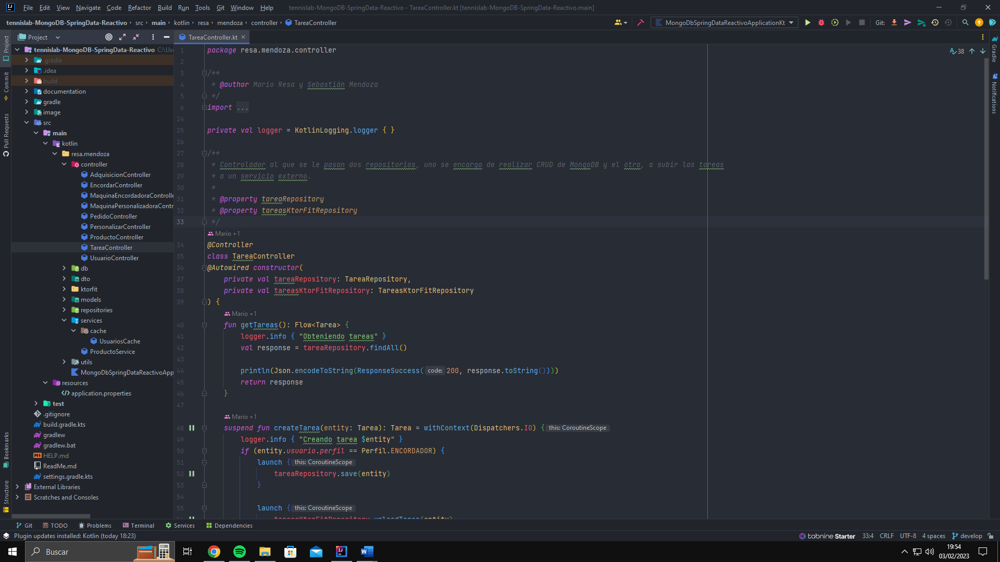 File Edit View Navigate Code Refactor Build Run Tools Git Window Help tennislab-MongoDB-SpringData-Reactivo - TareaController.kt [tennislab-MongoDB-SpringData-Reactivo.main]
tennislab-MongoDB-SpringData-Reactivo src main kotlin resa mendoza controller TareaController MongoDbSpringDataReactivoApplicationKt Git:
Project
TareaController.kt
tennislab-MongoDB-SpringData-Reactivo C:\Use
.gradle
.idea
build
documentation
gradle
image
src
main
kotlin
resa.mendoza
controller
AdquisicionController
EncordarController
MaquinaEncordadoraControlle
MaquinaPersonalizadoraContr
PedidoController
PersonalizarController
ProductoController
TareaController
UsuarioController
db
dto
ktorfit
models
repositories
services
cache
UsuariosCache
ProductoService
utils
MongoDbSpringDataReactivoApp
resources
application.properties
test
.gitignore
build.gradle.kts
gradlew
gradlew.bat
HELP.md
ReadMe.md
settings.gradle.kts
External Libraries
Scratches and Consoles
Project
Commit
Pull Requests
Bookmarks
Structure
1 package resa.mendoza.controller
2
3 /**
4 * @author Mario Resa y Sebastián Mendoza
5 */
6 import ...
24
25 private val logger = KotlinLogging.logger { }
26
27 /**
28 * Controlador al que se le pasan dos repositorios, uno se encarga de realizar CRUD de MongoDB y el otro, a subir las tareas
29 * a un servicio externo.
30 *
31 * @property tareaRepository
32 * @property tareasKtorFitRepository
33 */
Mario +1
34 @Controller
35 class TareaController
36 @Autowired constructor(
37 private val tareaRepository: TareaRepository,
38 private val tareasKtorFitRepository: TareasKtorFitRepository
39 ) {
Mario +1
40 fun getTareas(): Flow<Tarea> {
41 logger.info { "Obteniendo tareas" }
42 val response = tareaRepository.findAll()
43
44 println(Json.encodeToString(ResponseSuccess( code: 200, response.toString())))
45 return response
46 }
47
Mario +1
48 suspend fun createTarea(entity: Tarea): Tarea = withContext(Dispatchers.IO) { this: CoroutineScope
49 logger.info { "Creando tarea $entity" }
50 if (entity.usuario.perfil == Perfil.ENCORDADOR) {
51 launch { this: CoroutineScope
52 tareaRepository.save(entity)
53 }
54
55 launch { this: CoroutineScope
56 tareasKtorFitRepository.uploadTarea(entity)
38
Gradle
Notifications
Git TODO Problems Terminal Services Dependencies
Plugin updates installed: Kotlin (today 18:23) tabnine Starter 33:4 CRLF UTF-8 4 spaces develop
Buscar
19:54
03/02/2023